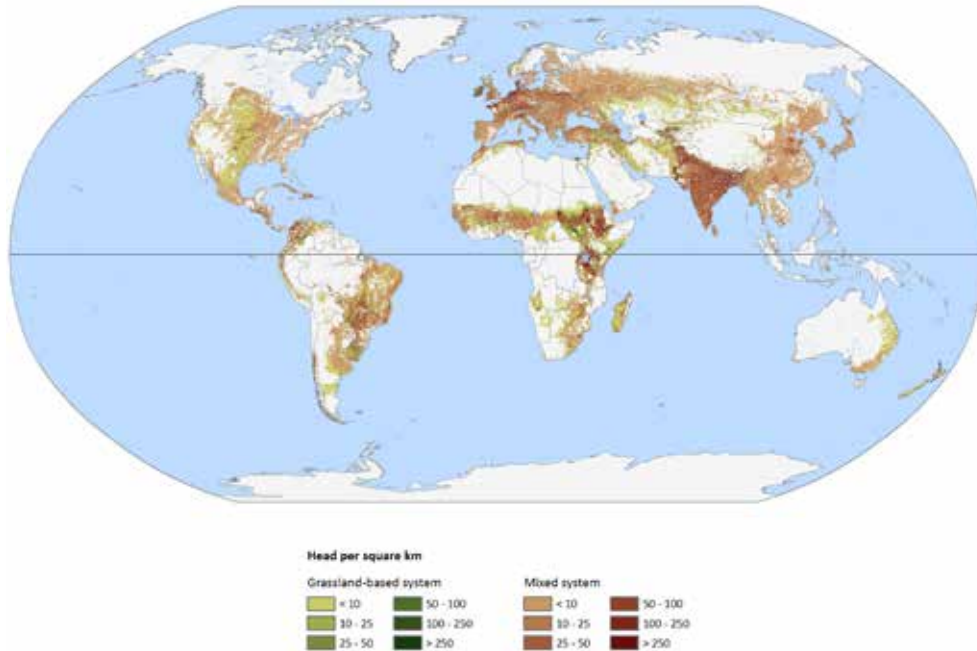 Head per square km
Grassland-based system
< 10
10 - 25
25 - 50
50 - 100
100 - 250
> 250
Mixed system
< 10
10 - 25
25 - 50
50 - 100
100 - 250
> 250